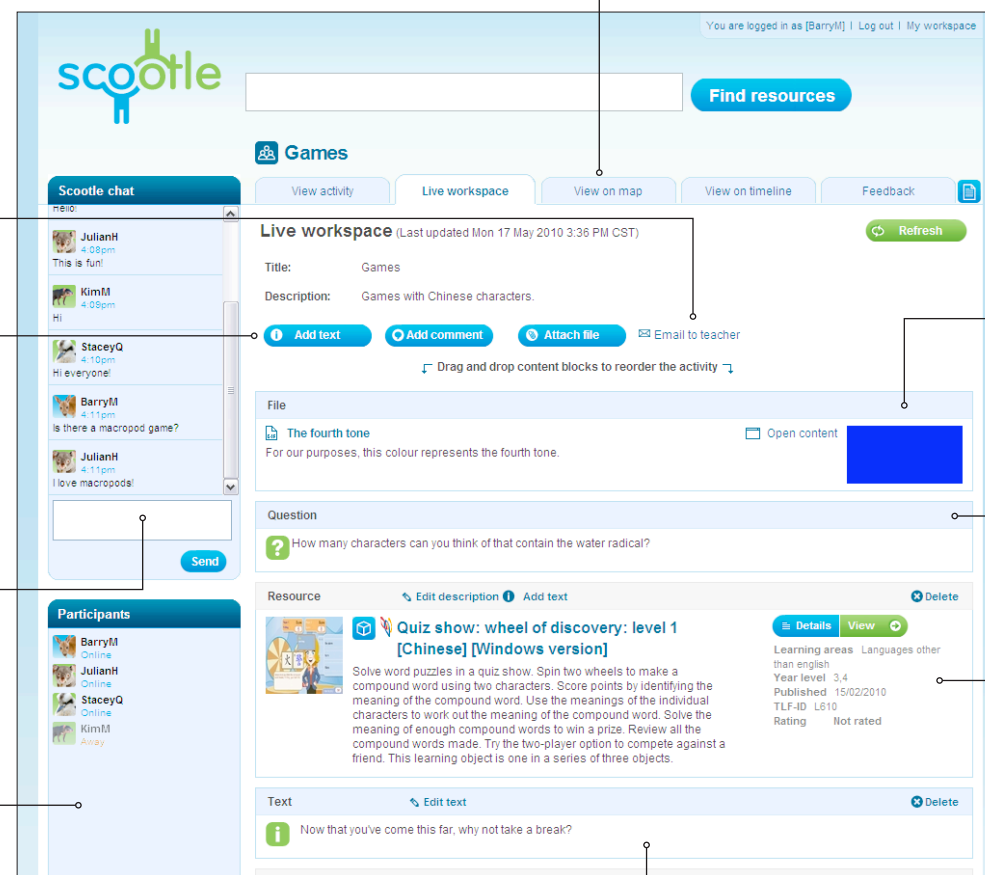 You are logged in as [BarryM] | Log out | My workspace
scootle
Find resources
Games
View activity
Live workspace
View on map
View on timeline
Feedback
Scootle chat
Hello!
JulianH
4:08pm
This is fun!
KimM
4:09pm
Hi
StaceyQ
4:10pm
Hi everyone!
BarryM
4:11pm
Is there a macropod game?
JulianH
4:11pm
I love macropods!
Send
Participants
BarryM
Online
JulianH
Online
StaceyQ
Online
KimM
Away
Live workspace (Last updated Mon 17 May 2010 3:36 PM CST)
Refresh
Title: Games
Description: Games with Chinese characters.
Add text
Add comment
Attach file
Email to teacher
Drag and drop content blocks to reorder the activity
File
The fourth tone
Open content
For our purposes, this colour represents the fourth tone.
Question
How many characters can you think of that contain the water radical?
Resource
Edit description
Add text
Delete
Quiz show: wheel of discovery: level 1
[Chinese] [Windows version]
Solve word puzzles in a quiz show. Spin two wheels to make a
compound word using two characters. Score points by identifying the
meaning of the compound word. Use the meanings of the individual
characters to work out the meaning of the compound word. Solve the
meaning of enough compound words to win a prize. Review all the
compound words made. Try the two-player option to compete against a
friend. This learning object is one in a series of three objects.
Details
View
Learning areas Languages other
than english
Year level 3,4
Published 15/02/2010
TLF-ID L610
Rating Not rated
Text
Edit text
Delete
Now that you've come this far, why not take a break?